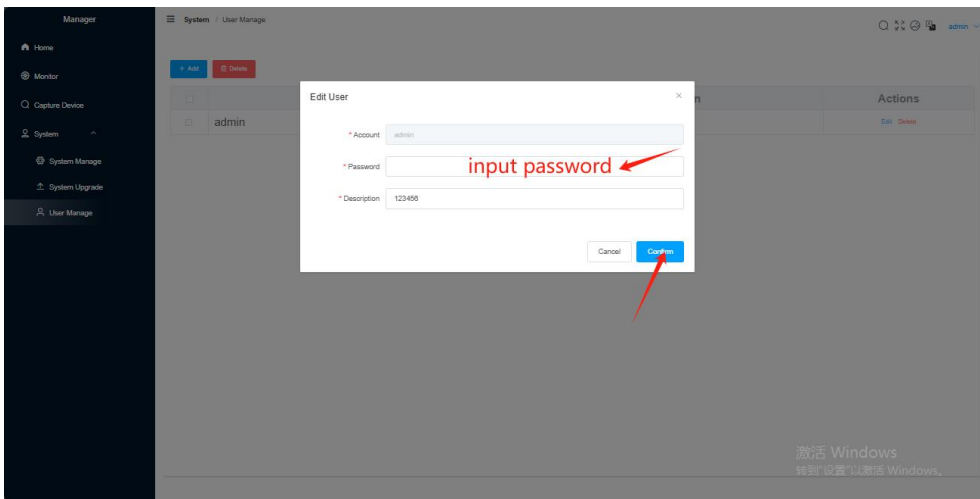 Manager
System / User Manage
admin
Home
Monitor
Capture Device
System
System Manage
System Upgrade
User Manage
+ Add
Delete
Actions
admin
Edit Delete
Edit User
* Account admin
* Password
input password
* Description 123456
Cancel
Confirm
激活 Windows
转到"设置"以激活 Windows。